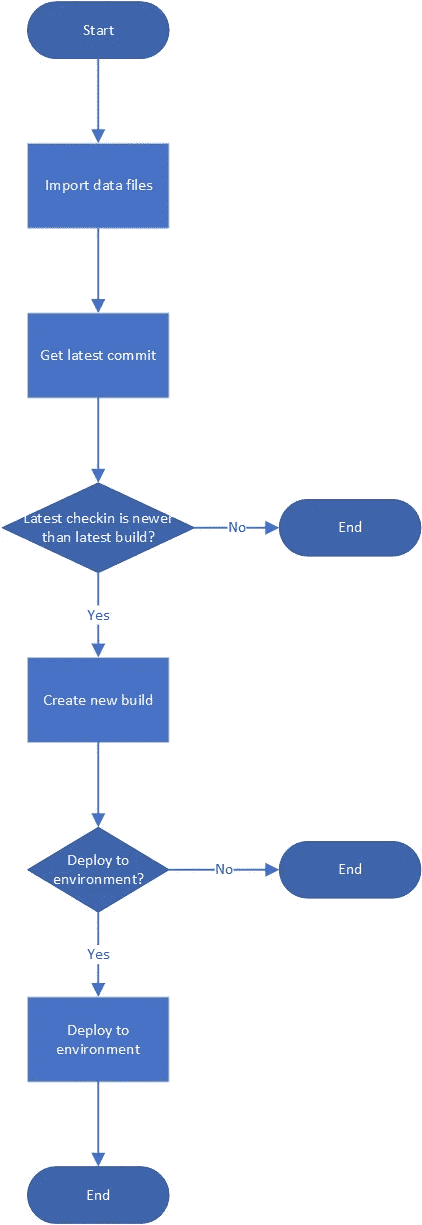 Start
Import data files
Get latest commit
Latest checkin is newer
than latest build?
No
End
Yes
Create new build
Deploy to
environment?
No
End
Yes
Deploy to
environment
End